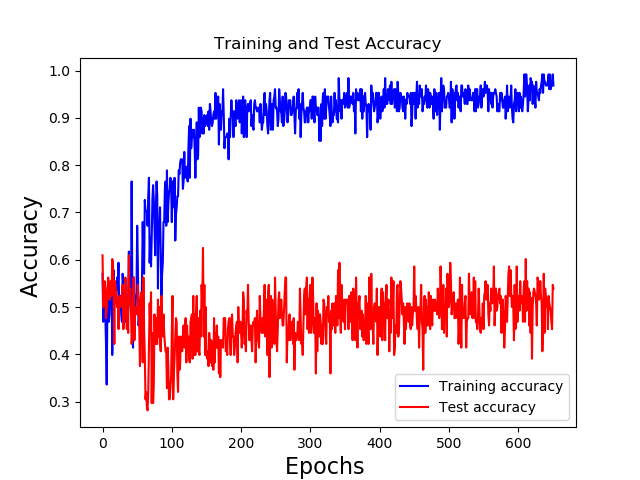 Training and Test Accuracy
Accuracy
1.0
0.9
0.8
0.7
0.6
0.5
0.4
0.3
Training accuracy
Test accuracy
0 100 200 300 400 500 600
Epochs